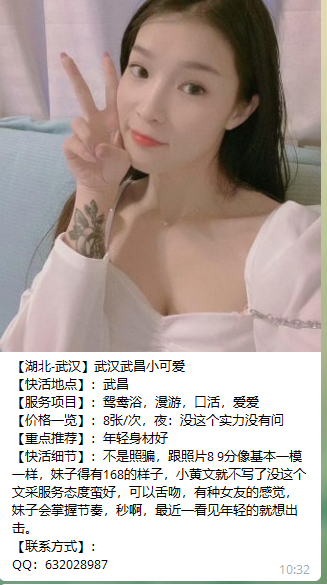 【湖北-武汉】武汉武昌小可爱
【快活地点】：武昌
【服务项目】：鸳鸯浴，漫游，口活，爱爱
【价格一览】：8张/次，夜：没这个实力没有问
【重点推荐】：年轻身材好
【快活细节】：不是照骗，跟照片8 9分像基本一模
一样，妹子得有168的样子，小黄文就不写了没这个
文采服务态度蛮好，可以舌吻，有种女友的感觉，
妹子会掌握节奏，秒啊，最近一看见年轻的就想出
击。
【联系方式】：
QQ：632028987
10:32